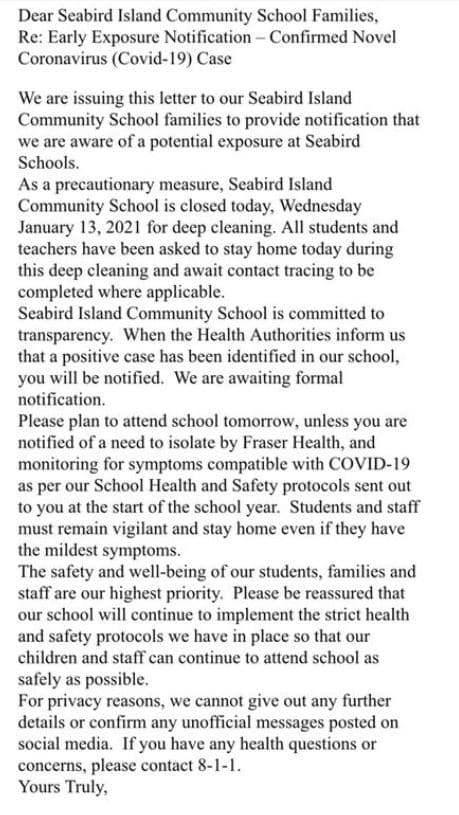 Dear Seabird Island Community School Families,
Re: Early Exposure Notification – Confirmed Novel
Coronavirus (Covid-19) Case
We are issuing this letter to our Seabird Island
Community School families to provide notification that
we are aware of a potential exposure at Seabird
Schools.
As a precautionary measure, Seabird Island
Community School is closed today, Wednesday
January 13, 2021 for deep cleaning. All students and
teachers have been asked to stay home today during
this deep cleaning and await contact tracing to be
completed where applicable.
Seabird Island Community School is committed to
transparency.  When the Health Authorities inform us
that a positive case has been identified in our school,
you will be notified.  We are awaiting formal
notification.
Please plan to attend school tomorrow, unless you are
notified of a need to isolate by Fraser Health, and
monitoring for symptoms compatible with COVID-19
as per our School Health and Safety protocols sent out
to you at the start of the school year.  Students and staff
must remain vigilant and stay home even if they have
the mildest symptoms.
The safety and well-being of our students, families and
staff are our highest priority.  Please be reassured that
our school will continue to implement the strict health
and safety protocols we have in place so that our
children and staff can continue to attend school as
safely as possible.
For privacy reasons, we cannot give out any further
details or confirm any unofficial messages posted on
social media.  If you have any health questions or
concerns, please contact 8-1-1.
Yours Truly,